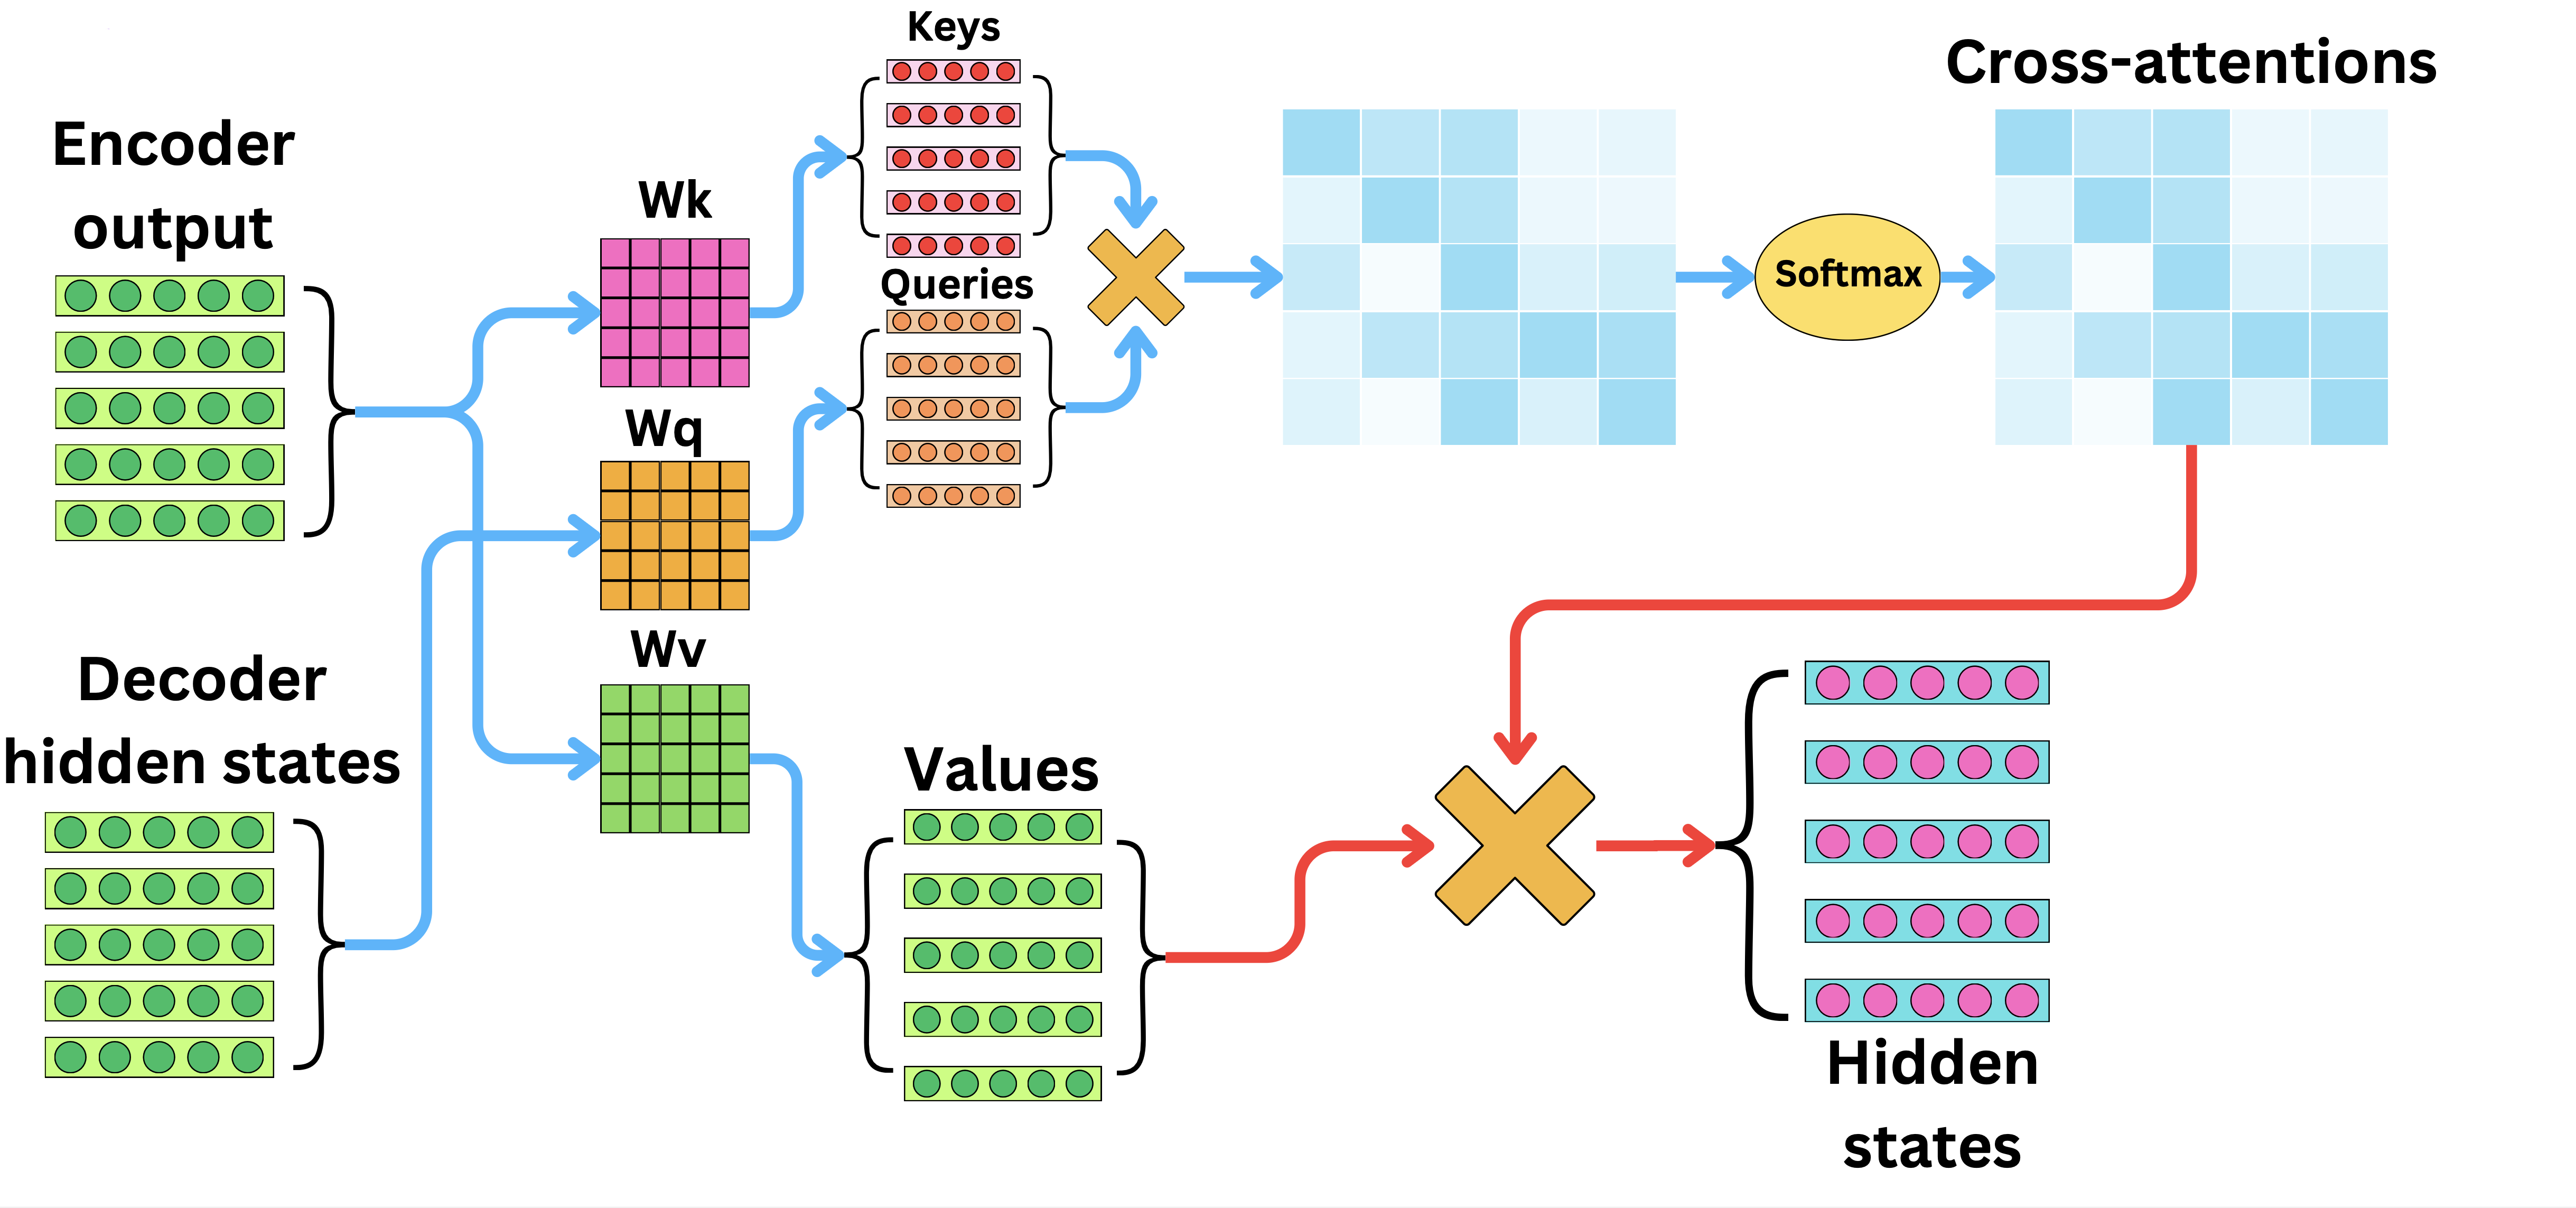 Encoder
output
Decoder
hidden states
Wk
Wq
Wv
Keys
Queries
Values
Softmax
Cross-attentions
Hidden
states